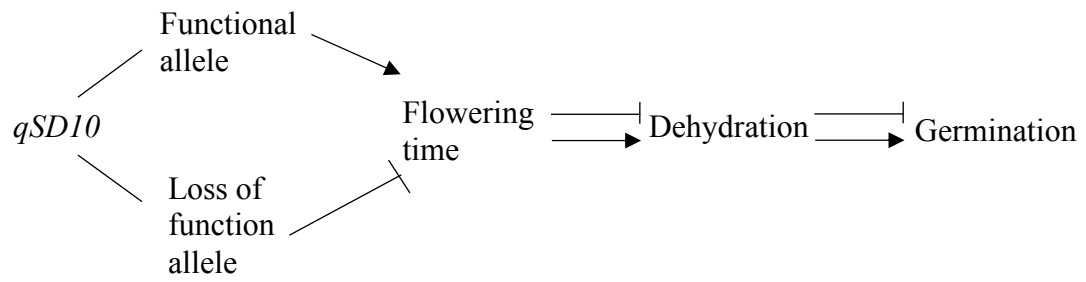 Functional
allele
qSD10
Flowering
time
Dehydration
Germination
Loss of
function
allele